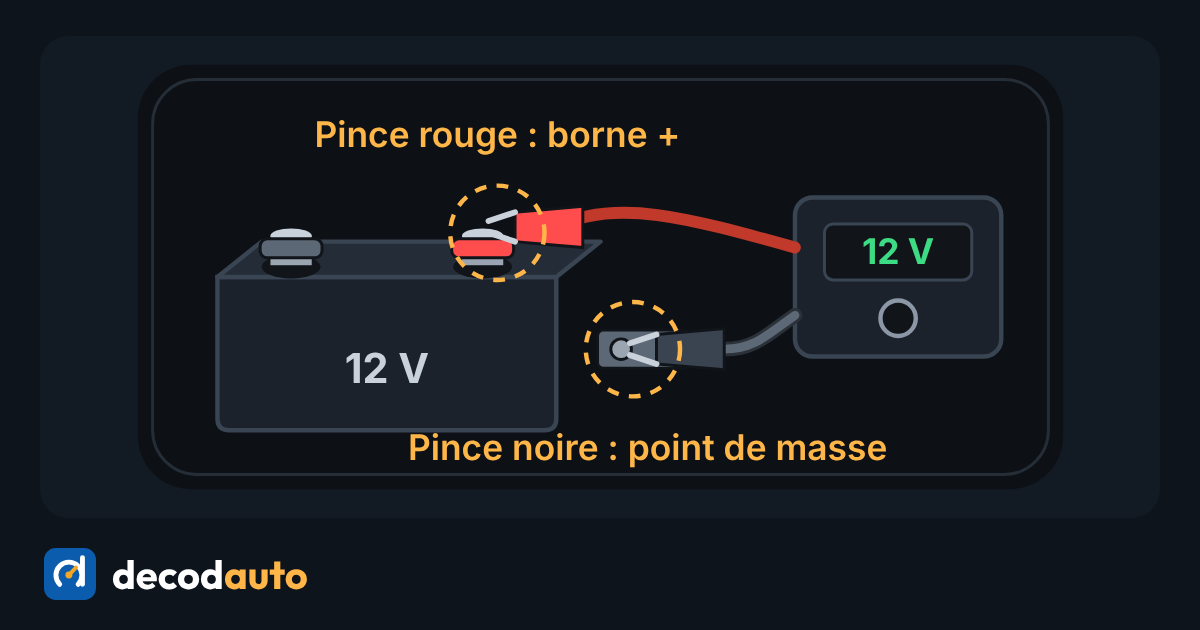 Pince rouge : borne +
12 V
12 V
Pince noire : point de masse
decodauto